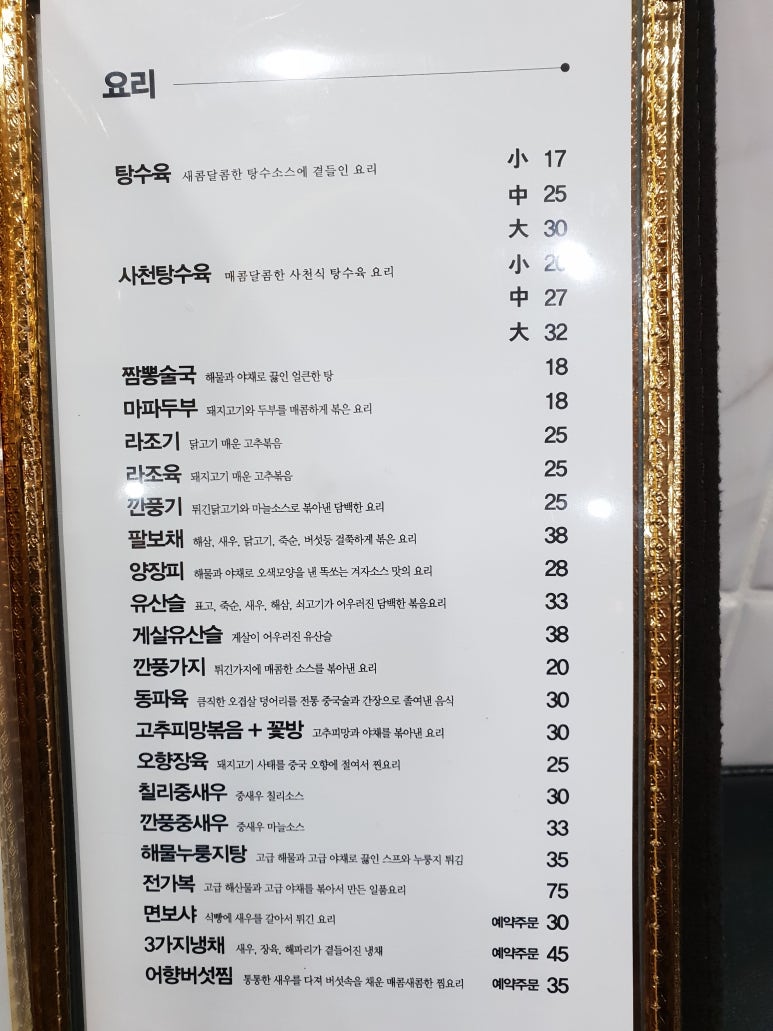 요리
탕수육 새콤달콤한 탕수소스에 곁들인 요리 小 17
中 25
大 30
사천탕수육 매콤달콤한 사천식 탕수육 요리 小
中 27
大 32
짬뽕술국 해물과 야채로 끓인 얼큰한 탕 18
마파두부 돼지고기와 두부를 매콤하게 볶은 요리 18
라조기 닭고기 매운 고추볶음 25
라조육 돼지고기 매운 고추볶음 25
깐풍기 튀긴닭고기와 마늘소스로 볶아낸 담백한 요리 25
팔보채 해삼, 새우, 닭고기, 죽순, 버섯등 걸쭉하게 볶은 요리 38
양장피 해물과 야채로 오색모양을 낸 똑쏘는 겨자소스 맛의 요리 28
유산슬 표고, 죽순, 새우, 해삼, 쇠고기가 어우러진 담백한 볶음요리 33
게살유산슬 게살이 어우러진 유산슬 38
깐풍가지 튀긴가지에 매콤한 소스를 볶아낸 요리 20
동파육 큼직한 오겹살 덩어리를 전통 중국술과 간장으로 졸여낸 음식 30
고추피망볶음 + 꽃방 고추피망과 야채를 볶아낸 요리 30
오향장육 돼지고기 사태를 중국 오향에 절여서 찐요리 25
칠리중새우 중새우 칠리소스 30
깐풍중새우 중새우 마늘소스 33
해물누룽지탕 고급 해물과 고급 야채로 끓인 스프와 누룽지 튀김 35
전가복 고급 해산물과 고급 야채를 볶아서 만든 일품요리 75
면보샤 식빵에 새우를 갈아서 튀긴 요리 예약주문 30
3가지냉채 새우, 장육, 해파리가 곁들어진 냉채 예약주문 45
어향버섯찜 통통한 새우를 다져 버섯속을 채운 매콤새콤한 찜요리 예약주문 35